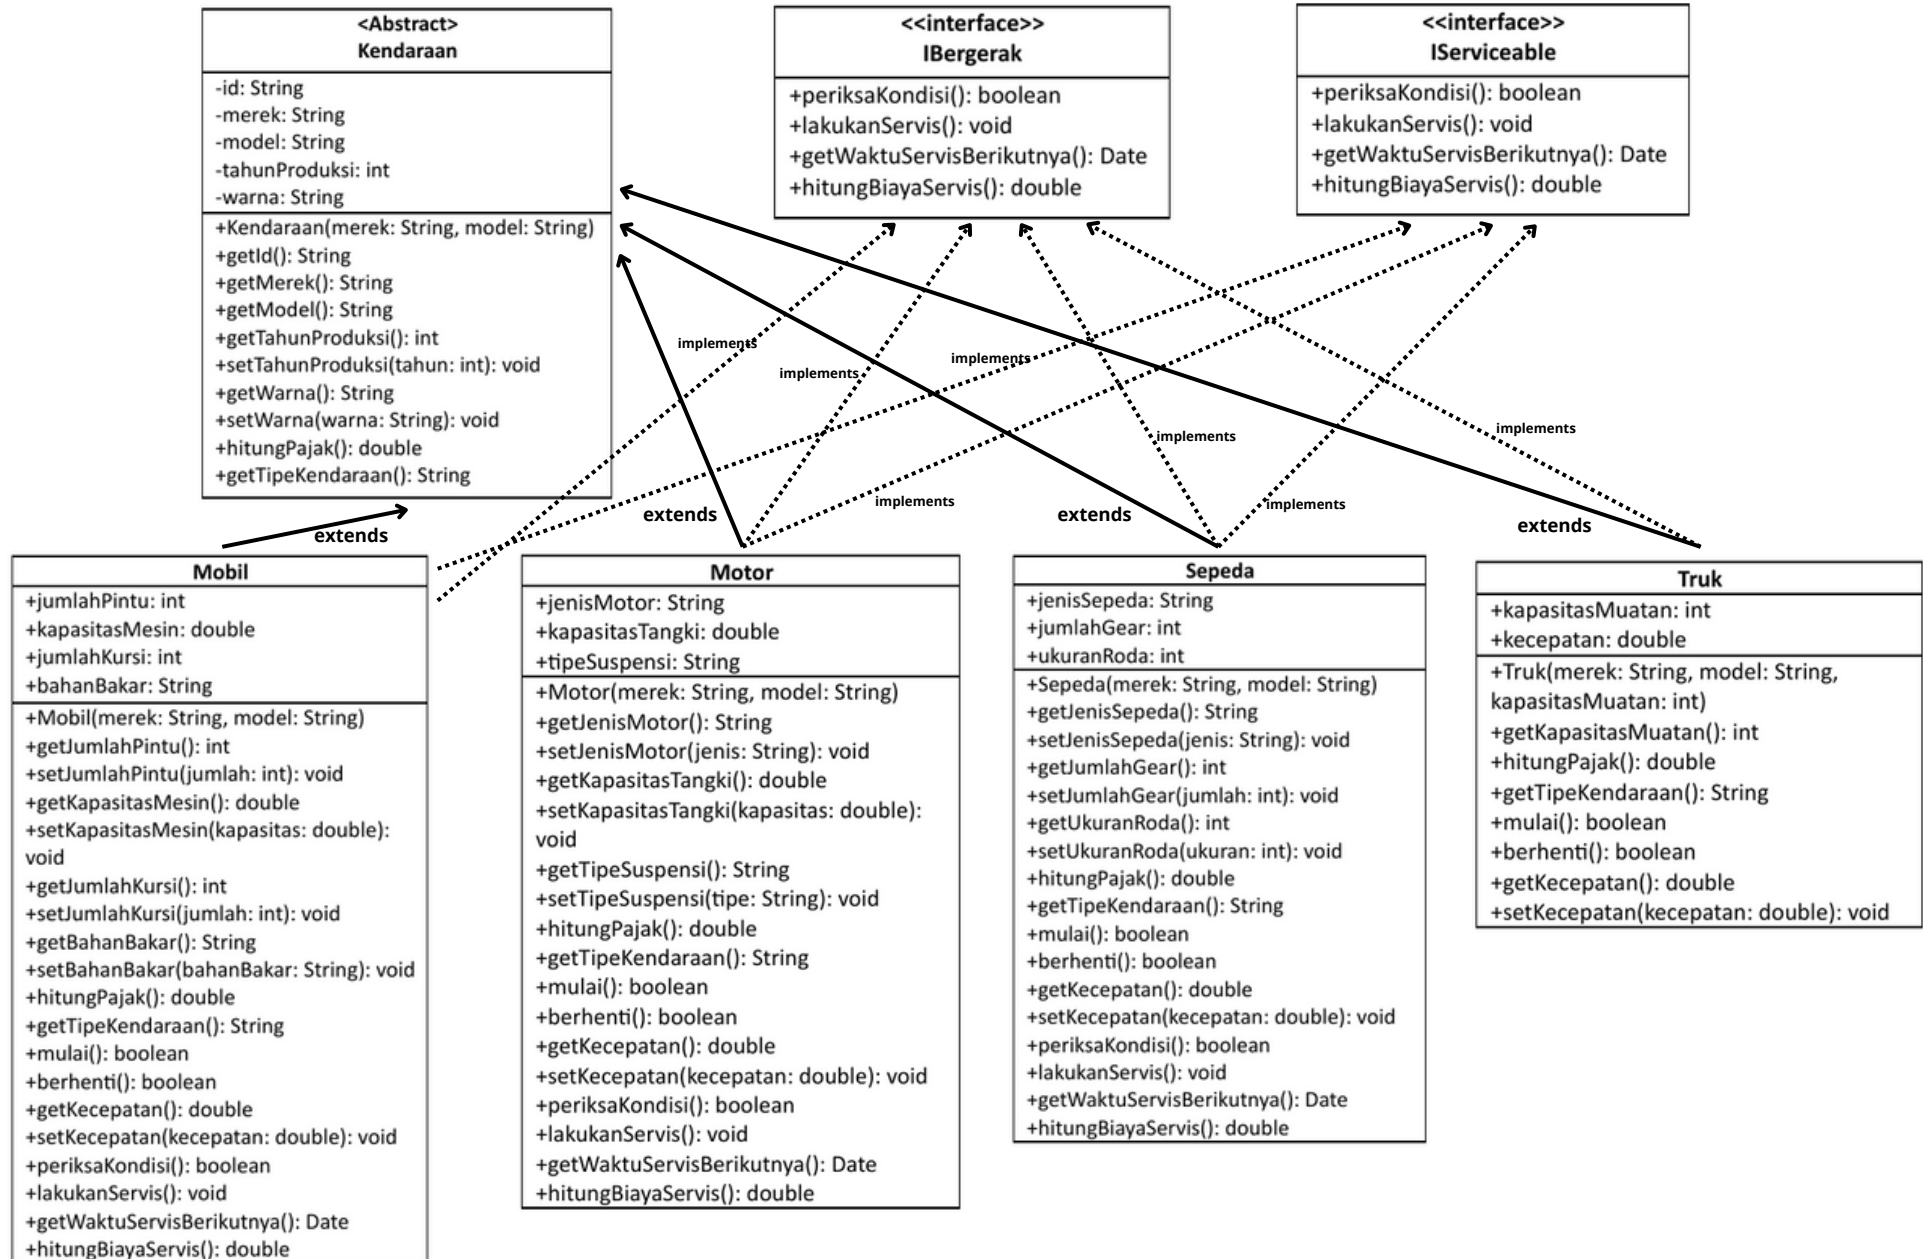 <Abstract>
Kendaraan
-id: String
-merek: String
-model: String
-tahunProduksi: int
-warna: String
+Kendaraan(merek: String, model: String)
+getId(): String
+getMerek(): String
+getModel(): String
+getTahunProduksi(): int
+setTahunProduksi(tahun: int): void
+getWarna(): String
+setWarna(warna: String): void
+hitungPajak(): double
+getTipeKendaraan(): String
<<interface>>
IBergerak
+periksaKondisi(): boolean
+lakukanServis(): void
+getWaktuServisBerikutnya(): Date
+hitungBiayaServis(): double
<<interface>>
IServiceable
+periksaKondisi(): boolean
+lakukanServis(): void
+getWaktuServisBerikutnya(): Date
+hitungBiayaServis(): double
implements
implements
implements
implements
implements
implements
implements
extends
extends
extends
extends
Mobil
+jumlahPintu: int
+kapasitasMesin: double
+jumlahKursi: int
+bahanBakar: String
+Mobil(merek: String, model: String)
+getJumlahPintu(): int
+setJumlahPintu(jumlah: int): void
+getKapasitasMesin(): double
+setKapasitasMesin(kapasitas: double):
void
+getJumlahKursi(): int
+setJumlahKursi(jumlah: int): void
+getBahanBakar(): String
+setBahanBakar(bahanBakar: String): void
+hitungPajak(): double
+getTipeKendaraan(): String
+mulai(): boolean
+berhenti(): boolean
+getKecepatan(): double
+setKecepatan(kecepatan: double): void
+periksaKondisi(): boolean
+lakukanServis(): void
+getWaktuServisBerikutnya(): Date
+hitungBiayaServis(): double
Motor
+jenisMotor: String
+kapasitasTangki: double
+tipeSuspensi: String
+Motor(merek: String, model: String)
+getJenisMotor(): String
+setJenisMotor(jenis: String): void
+getKapasitasTangki(): double
+setKapasitasTangki(kapasitas: double):
void
+getTipeSuspensi(): String
+setTipeSuspensi(tipe: String): void
+hitungPajak(): double
+getTipeKendaraan(): String
+mulai(): boolean
+berhenti(): boolean
+getKecepatan(): double
+setKecepatan(kecepatan: double): void
+periksaKondisi(): boolean
+lakukanServis(): void
+getWaktuServisBerikutnya(): Date
+hitungBiayaServis(): double
Sepeda
+jenisSepeda: String
+jumlahGear: int
+ukuranRoda: int
+Sepeda(merek: String, model: String)
+getJenisSepeda(): String
+setJenisSepeda(jenis: String): void
+getJumlahGear(): int
+setJumlahGear(jumlah: int): void
+getUkuranRoda(): int
+setUkuranRoda(ukuran: int): void
+hitungPajak(): double
+getTipeKendaraan(): String
+mulai(): boolean
+berhenti(): boolean
+getKecepatan(): double
+setKecepatan(kecepatan: double): void
+periksaKondisi(): boolean
+lakukanServis(): void
+getWaktuServisBerikutnya(): Date
+hitungBiayaServis(): double
Truk
+kapasitasMuatan: int
+kecepatan: double
+Truk(merek: String, model: String,
kapasitasMuatan: int)
+getKapasitasMuatan(): int
+hitungPajak(): double
+getTipeKendaraan(): String
+mulai(): boolean
+berhenti(): boolean
+getKecepatan(): double
+setKecepatan(kecepatan: double): void